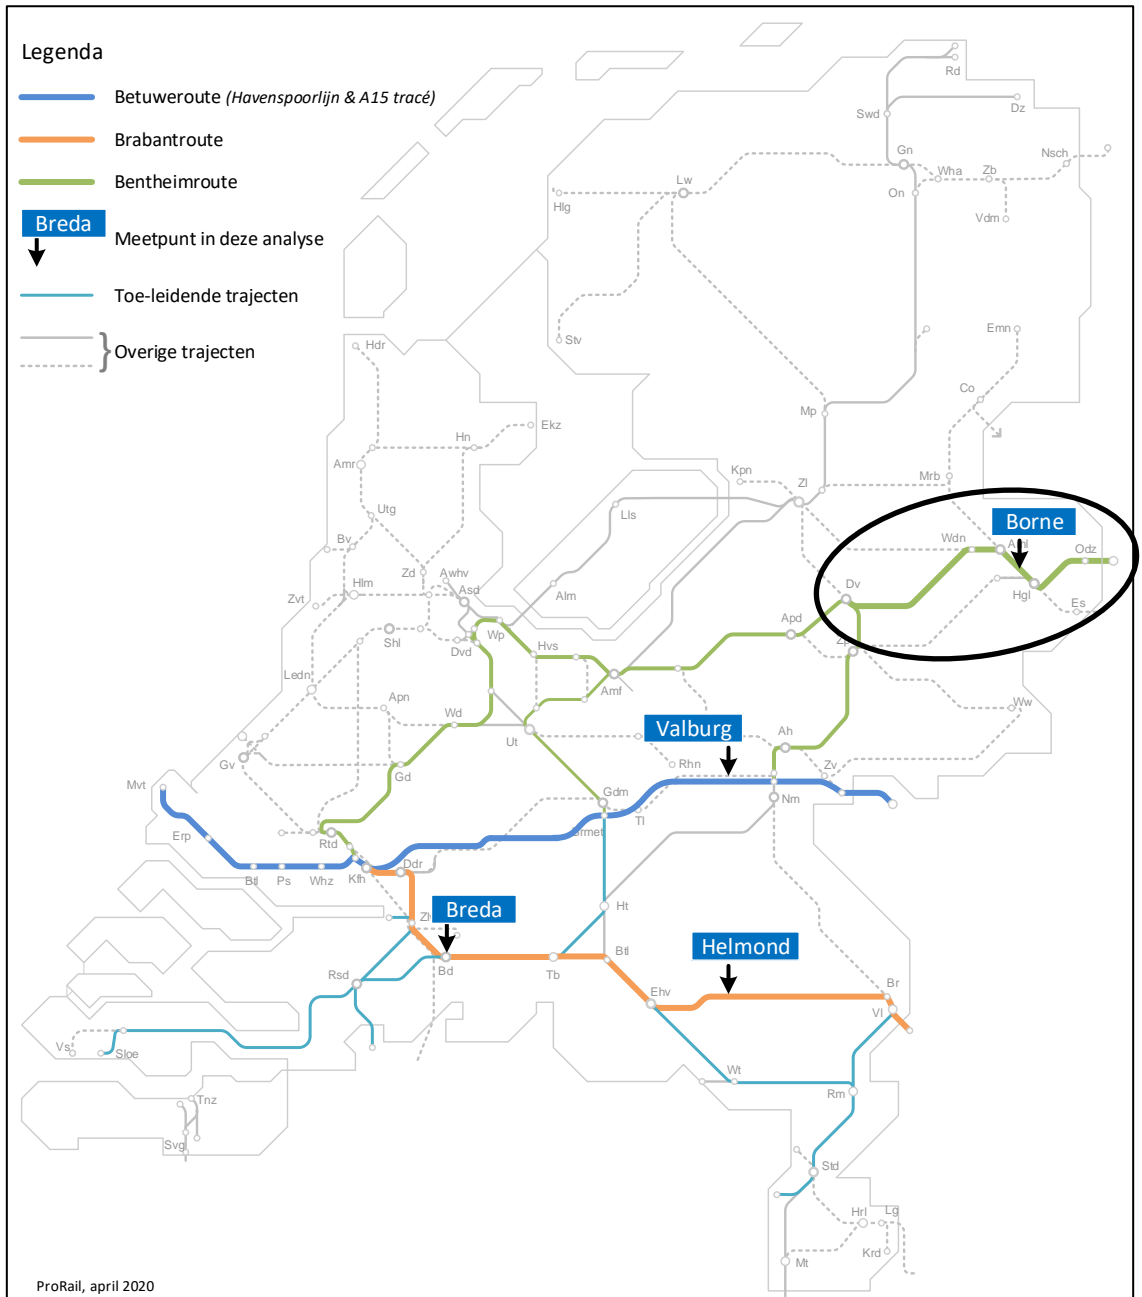 Legenda
Betuweroute (Havenspoorlijn & A15 tracé)
Brabantroute
Bentheimroute
Breda
Meetpunt in deze analyse
Toe-leidende trajecten
}
Overige trajecten
Rd
Dz
Swd
Gn
Wha
Zb
Nsch
On
Vdm
Lw
Hlg
Stv
Emn
Hdr
Co
Mp
Ekz
Hn
Amr
Kpn
Zl
Mrb
Lls
Utg
Borne
Bv
Wdn
Odz
Zd
Awhv
Hlm
Asd
Zvt
Alm
Dv
Hgl
Es
Wp
Apd
Shl
Dvd
Hvs
Ledn
Amf
Apn
Wd
Ut
Ww
Valburg
Ah
Gv
Gd
Rhn
Zv
Mvt
Gdm
Nm
Tl
Rtd
Erp
Btl
Ps
Whz
Kfh
Ddr
Breda
Ht
Helmond
Bd
Tb
Btl
Rsd
Ehv
Br
Vl
Vs
Sloe
Wt
Rm
Tnz
Svg
Std
Hrl
Lg
Krd
Mt
ProRail, april 2020